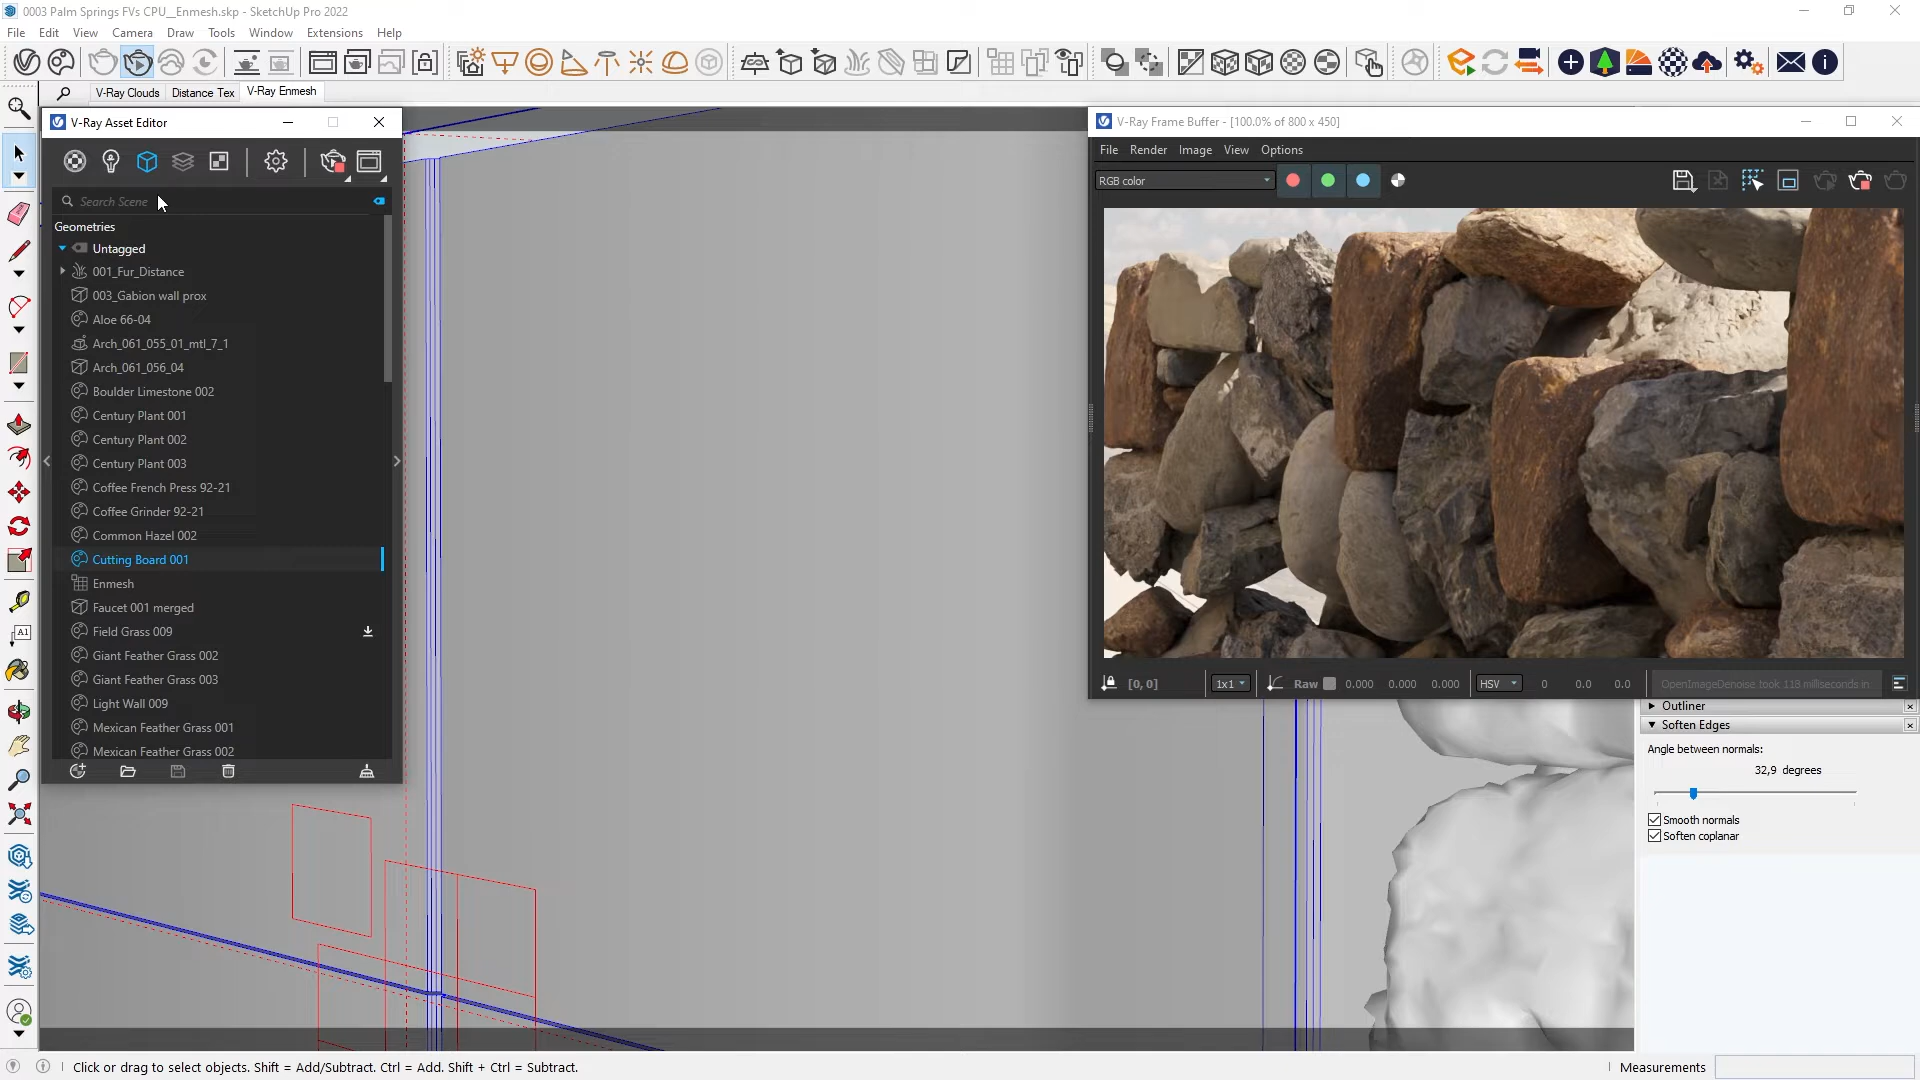 0003 Palm Springs FVs CPU__Enmesh.skp - SketchUp Pro 2022
File Edit View Camera Draw Tools Window Extensions Help
V-Ray Clouds Distance Tex V-Ray Enmesh
V-Ray Asset Editor
Search Scene
Geometries
Untagged
001_Fur_Distance
003_Gabion wall prox
Aloe 66-04
Arch_061_055_01_mtl_7_1
Arch_061_056_04
Boulder Limestone 002
Century Plant 001
Century Plant 002
Century Plant 003
Coffee French Press 92-21
Coffee Grinder 92-21
Common Hazel 002
Cutting Board 001
Enmesh
Faucet 001 merged
Field Grass 009
Giant Feather Grass 002
Giant Feather Grass 003
Light Wall 009
Mexican Feather Grass 001
Mexican Feather Grass 002
V-Ray Frame Buffer - [100.0% of 800 x 450]
File Render Image View Options
RGB color
[0, 0] 1x1 Raw 0.000 0.000 0.000 HSV 0 0.0 0.0 OpenImageDenoise took 118 milliseconds in
Outliner
Soften Edges
Angle between normals:
32,9 degrees
Smooth normals
Soften coplanar
A1
Click or drag to select objects. Shift = Add/Subtract. Ctrl = Add. Shift + Ctrl = Subtract.
Measurements